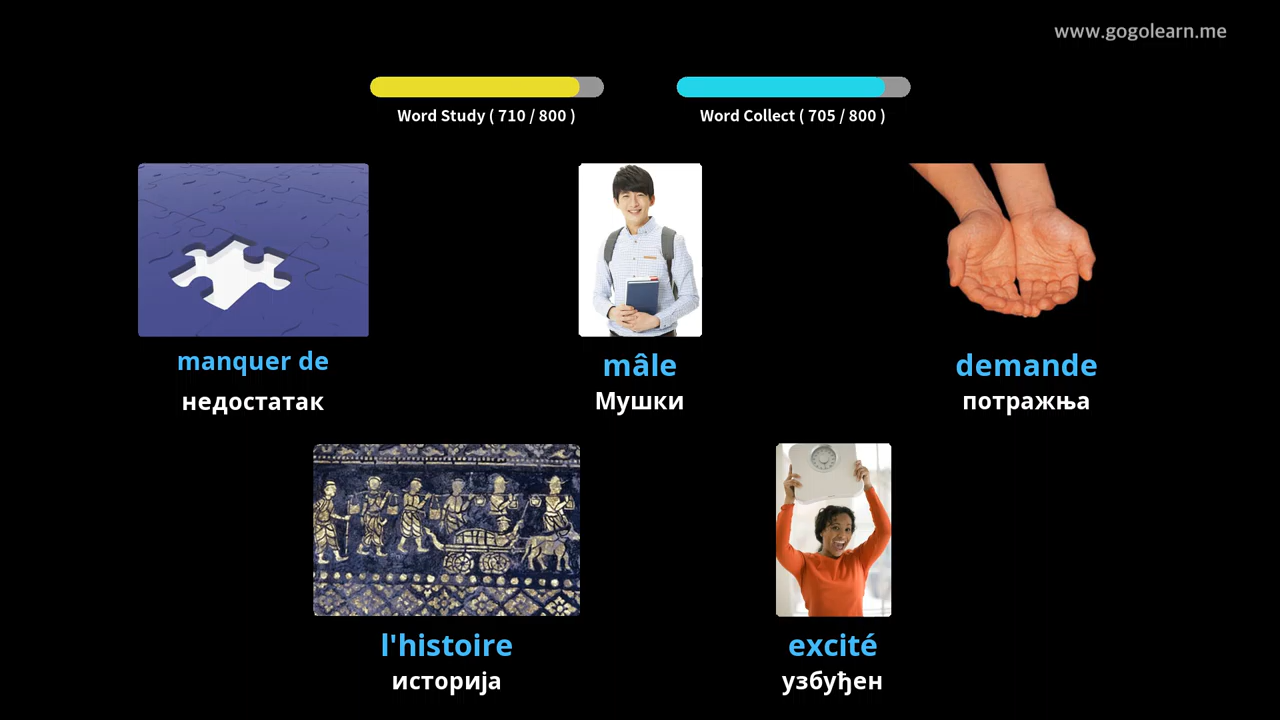 www.gogolearn.me
Word Study ( 710 / 800 )
Word Collect ( 705 / 800 )
manquer de
недостатак
mâle
Мушки
demande
потражња
l'histoire
историја
excité
узбуђен